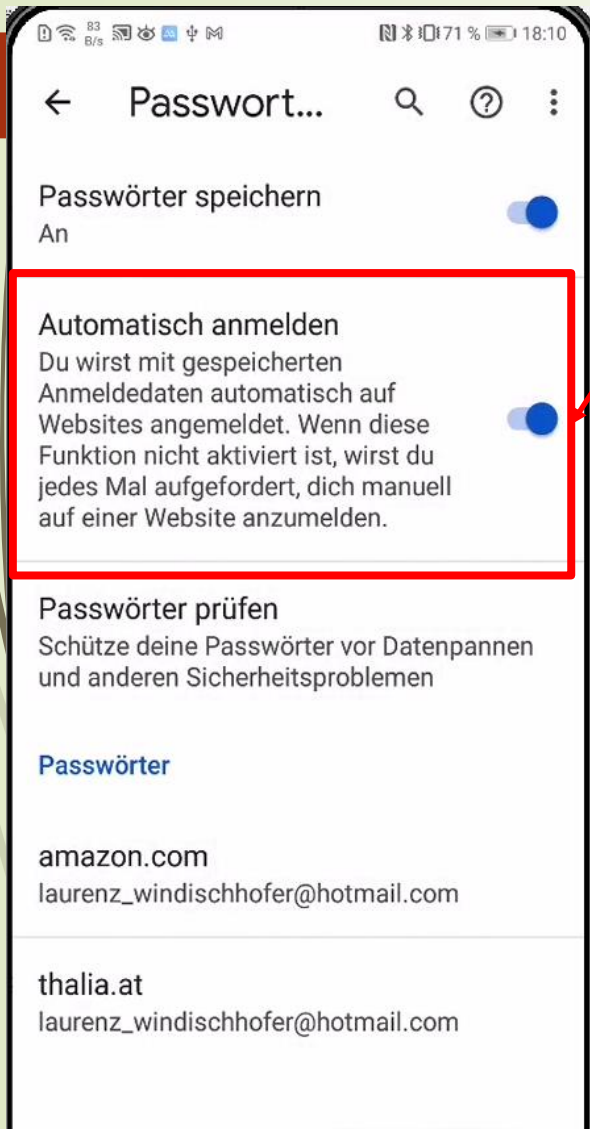 83
B/s
71 % 18:10
Passwort...
Passwörter speichern
An
Automatisch anmelden
Du wirst mit gespeicherten
Anmeldedaten automatisch auf
Websites angemeldet. Wenn diese
Funktion nicht aktiviert ist, wirst du
jedes Mal aufgefordert, dich manuell
auf einer Website anzumelden.
Passwörter prüfen
Schütze deine Passwörter vor Datenpannen
und anderen Sicherheitsproblemen
Passwörter
amazon.com
laurenz_windischhofer@hotmail.com
thalia.at
laurenz_windischhofer@hotmail.com